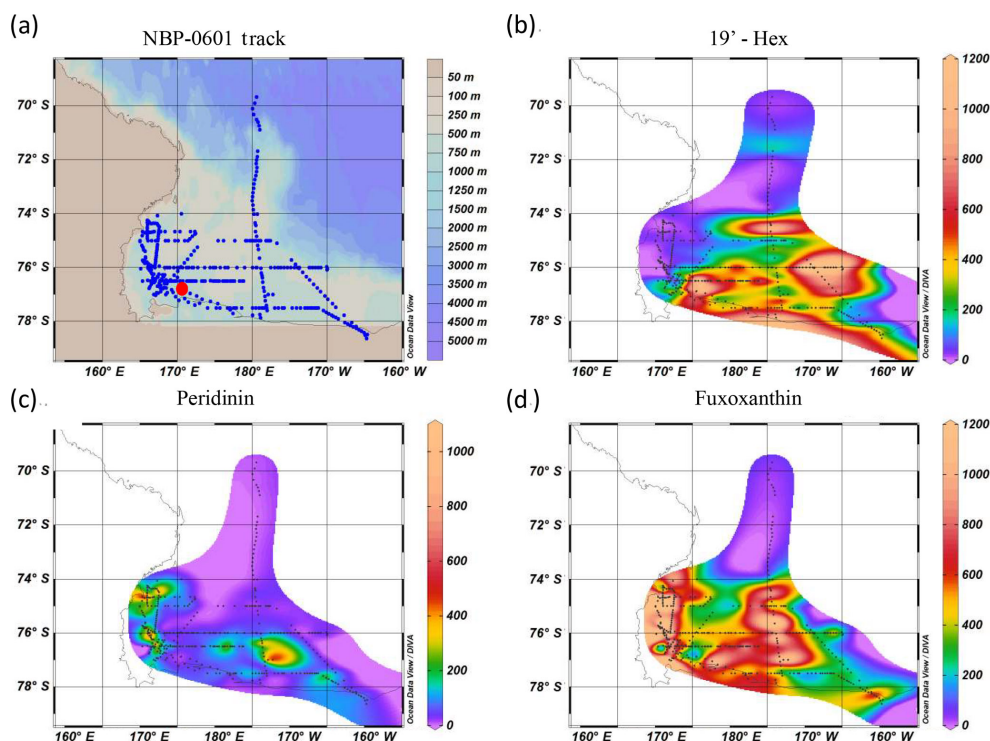 (a)
NBP-0601 track
70° S
72° S
74° S
76° S
78° S
160° E
170° E
180° E
170° W
160° W
50 m
100 m
250 m
500 m
750 m
1000 m
1250 m
1500 m
2000 m
2500 m
3000 m
3500 m
4000 m
4500 m
5000 m
Ocean Data View
(b)
19’ - Hex
70° S
72° S
74° S
76° S
78° S
160° E
170° E
180° E
170° W
160° W
1200
1000
800
600
400
200
0
Ocean Data View / DIVA
(c)
Peridinin
70° S
72° S
74° S
76° S
78° S
160° E
170° E
180° E
170° W
160° W
1000
800
600
400
200
0
Ocean Data View / DIVA
(d)
Fuxoxanthin
70° S
72° S
74° S
76° S
78° S
160° E
170° E
180° E
170° W
160° W
1200
1000
800
600
400
200
0
Ocean Data View / DIVA